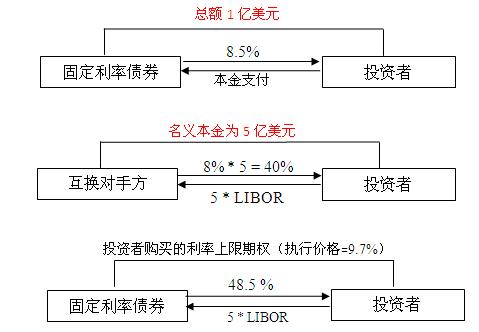 总额 1 亿美元
8.5%
固定利率债券
本金支付
投资者
名义本金为 5 亿美元
8% * 5 = 40%
互换对手方
投资者
5 * LIBOR
投资者购买的利率上限期权（执行价格=9.7%）
48.5 %
固定利率债券
投资者
5 * LIBOR